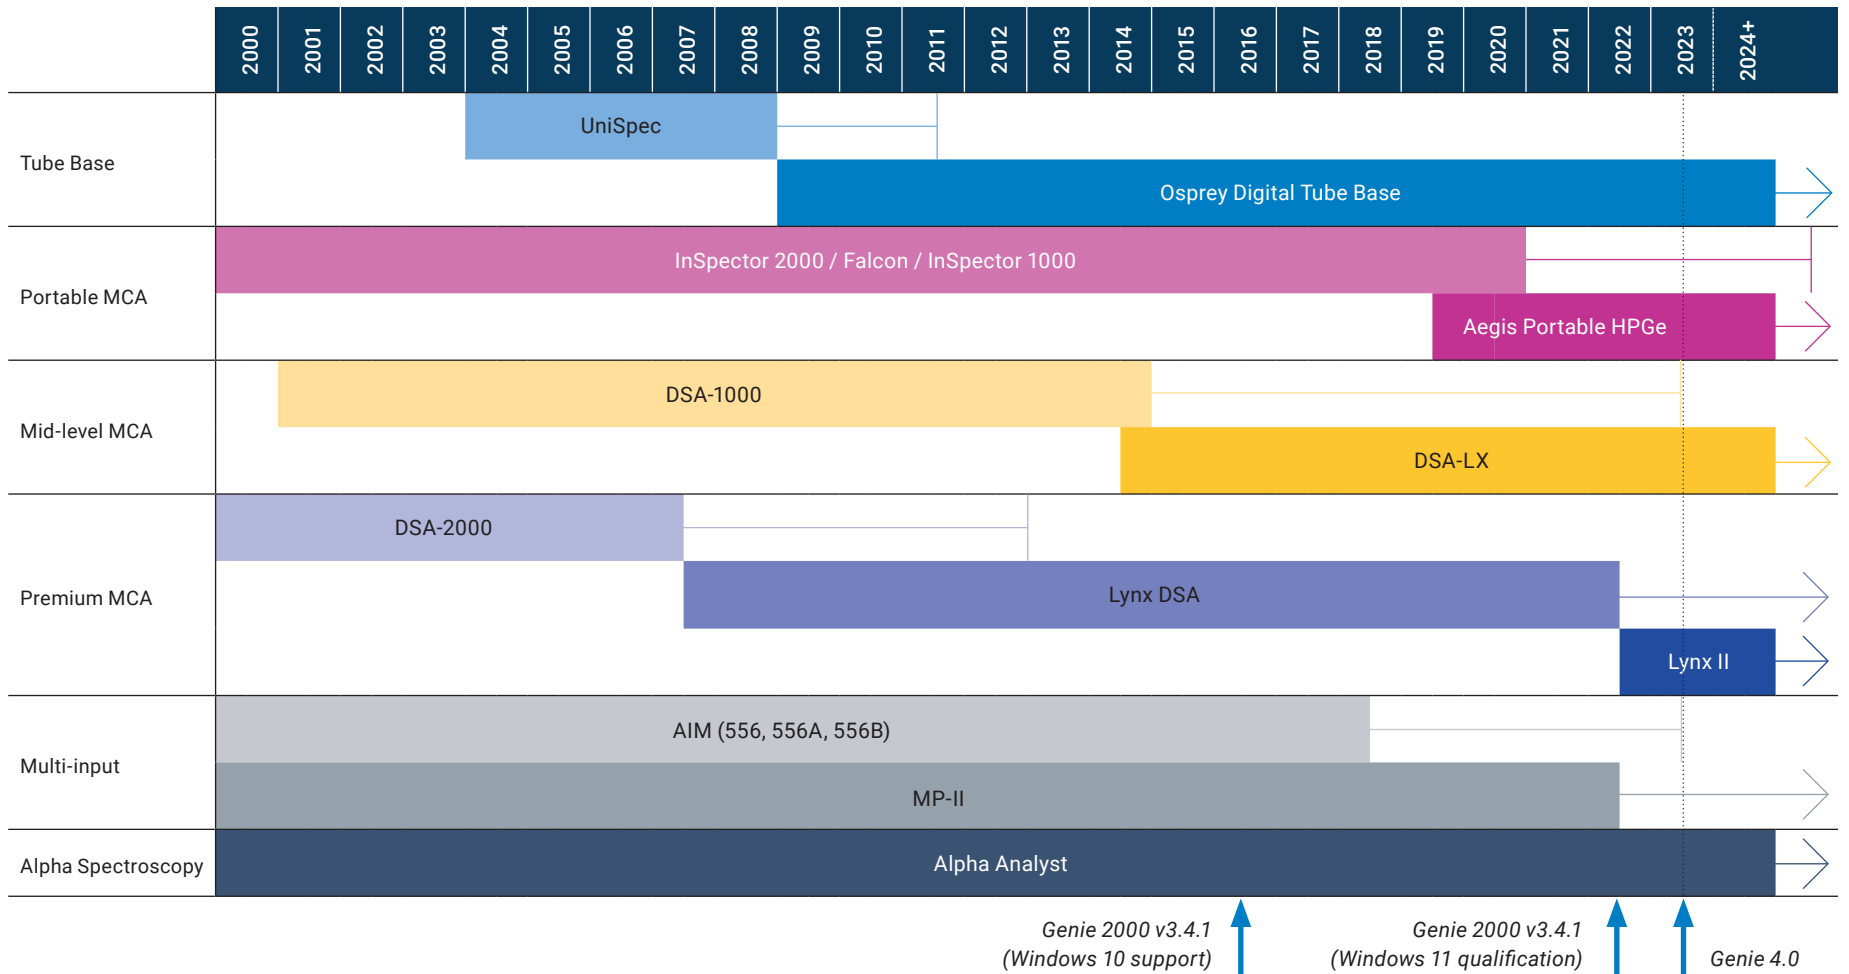 2000 2001 2002 2003 2004 2005 2006 2007 2008 2009 2010 2011 2012 2013 2014 2015 2016 2017 2018 2019 2020 2021 2022 2023 2024+
Tube Base
UniSpec
Osprey Digital Tube Base
Portable MCA
InSpector 2000 / Falcon / InSpector 1000
Aegis Portable HPGe
Mid-level MCA
DSA-1000
DSA-LX
Premium MCA
DSA-2000
Lynx DSA
Lynx II
Multi-input
AIM (556, 556A, 556B)
MP-II
Alpha Spectroscopy
Alpha Analyst
Genie 2000 v3.4.1
(Windows 10 support)
Genie 2000 v3.4.1
(Windows 11 qualification)
Genie 4.0